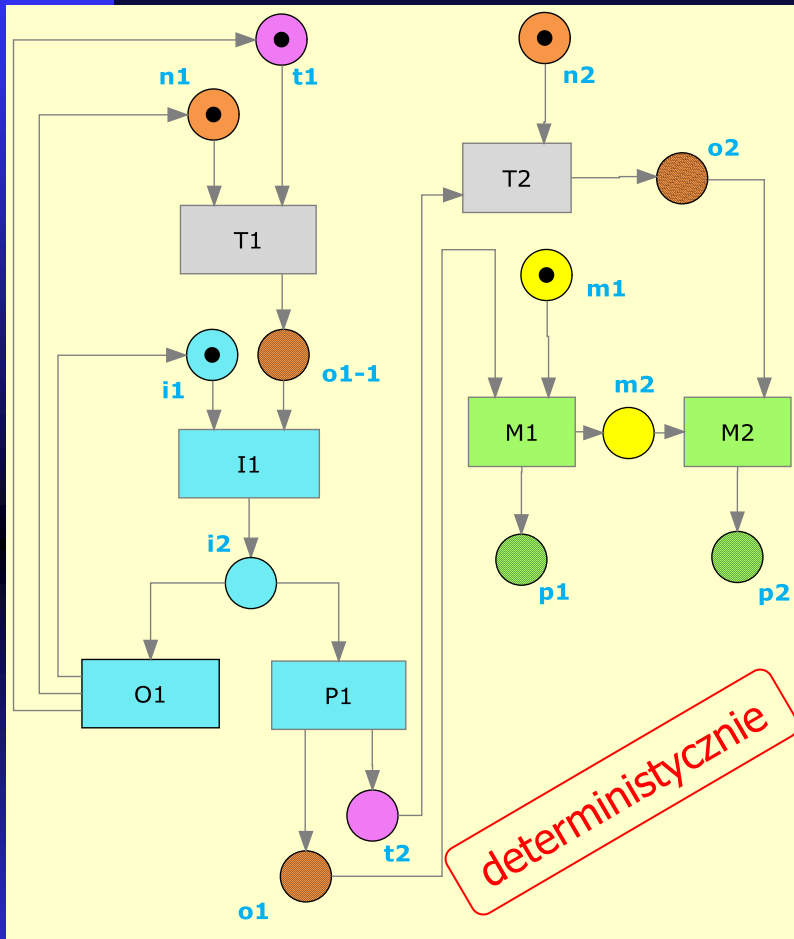 t1
n1
n2
o2
T2
T1
m1
i1
o1-1
m2
M1
M2
I1
i2
p1
p2
O1
P1
deterministycznie
t2
o1